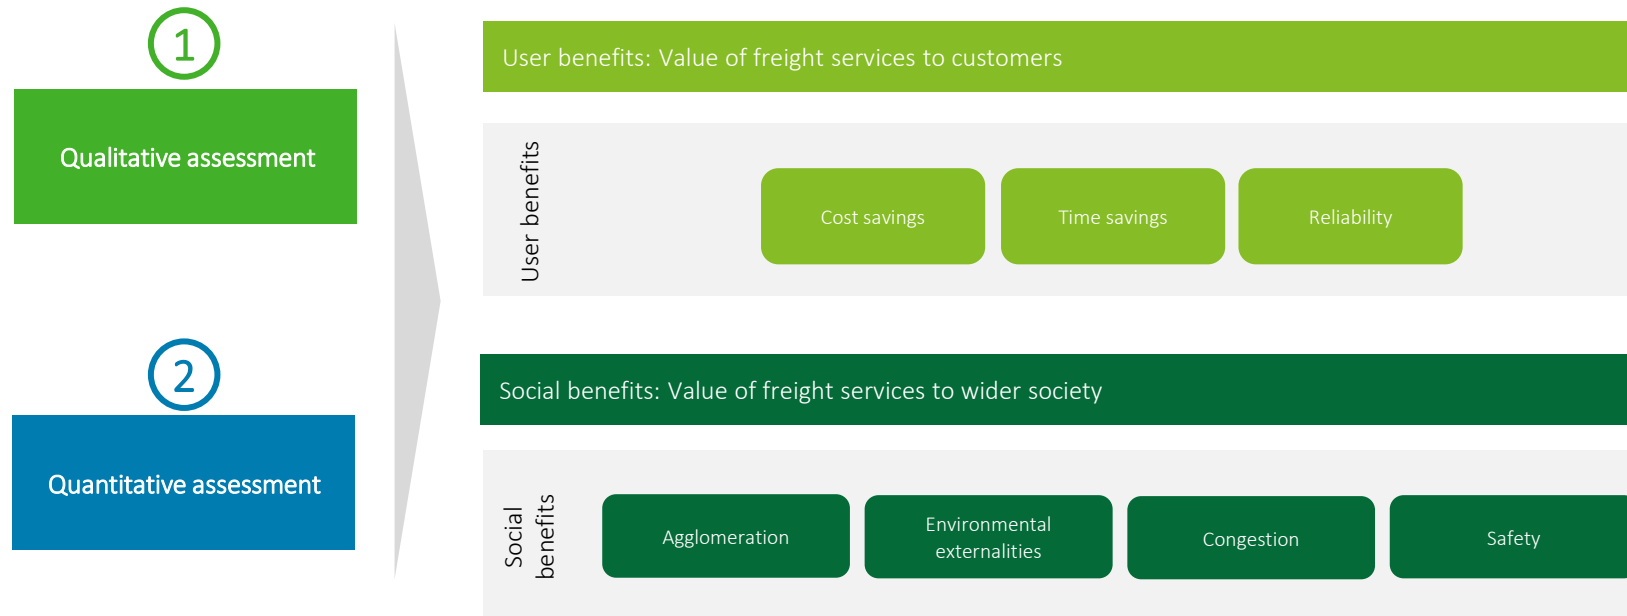 1
Qualitative assessment
2
Quantitative assessment
User benefits: Value of freight services to customers
User benefits
Cost savings
Time savings
Reliability
Social benefits: Value of freight services to wider society
Social
benefits
Agglomeration
Environmental
externalities
Congestion
Safety